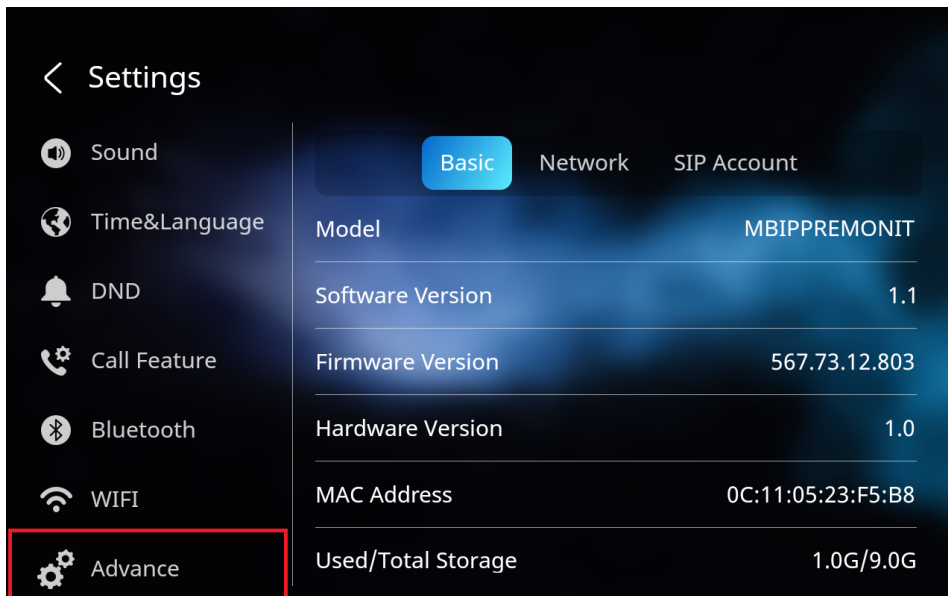 Settings
Sound
Time&Language
DND
Call Feature
Bluetooth
WIFI
Advance
Basic Network SIP Account
Model MBIPPREMONIT
Software Version 1.1
Firmware Version 567.73.12.803
Hardware Version 1.0
MAC Address 0C:11:05:23:F5:B8
Used/Total Storage 1.0G/9.0G